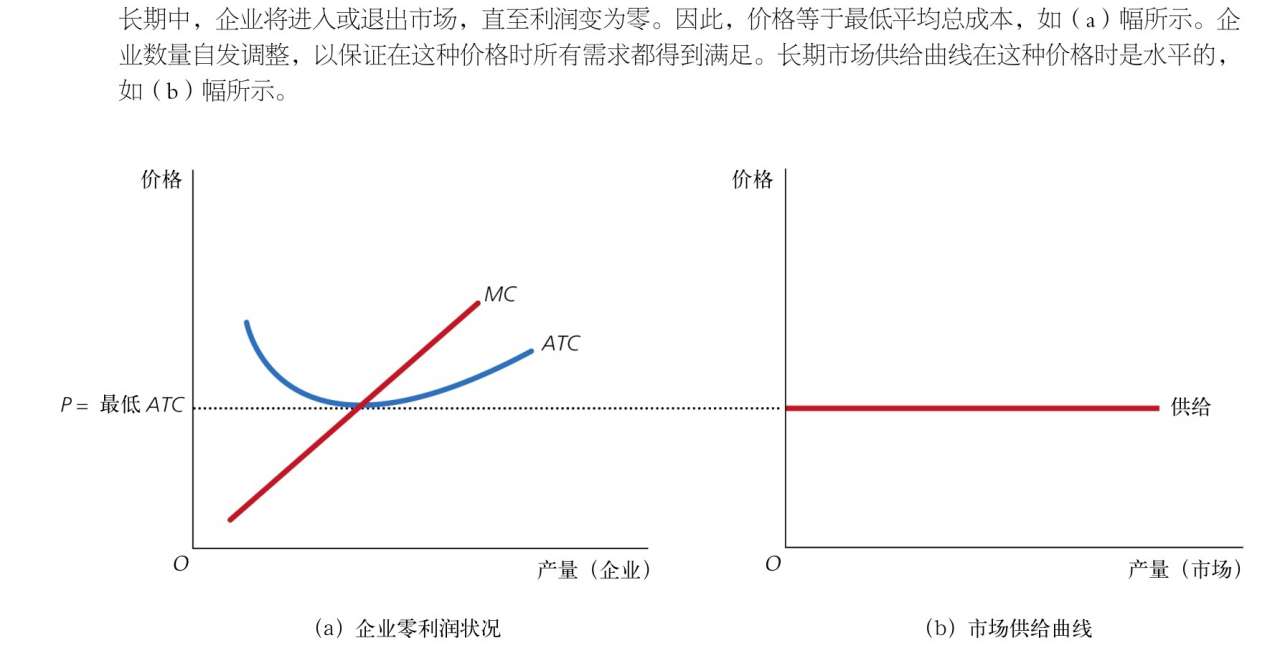 长期中，企业将进入或退出市场，直至利润变为零。因此，价格等于最低平均总成本，如（a）幅所示。企
业数量自发调整，以保证在这种价格时所有需求都得到满足。长期市场供给曲线在这种价格时是水平的，
如（b）幅所示。
价格
MC
ATC
P = 最低 ATC
O
产量（企业）
（a）企业零利润状况
价格
供给
O
产量（市场）
（b）市场供给曲线